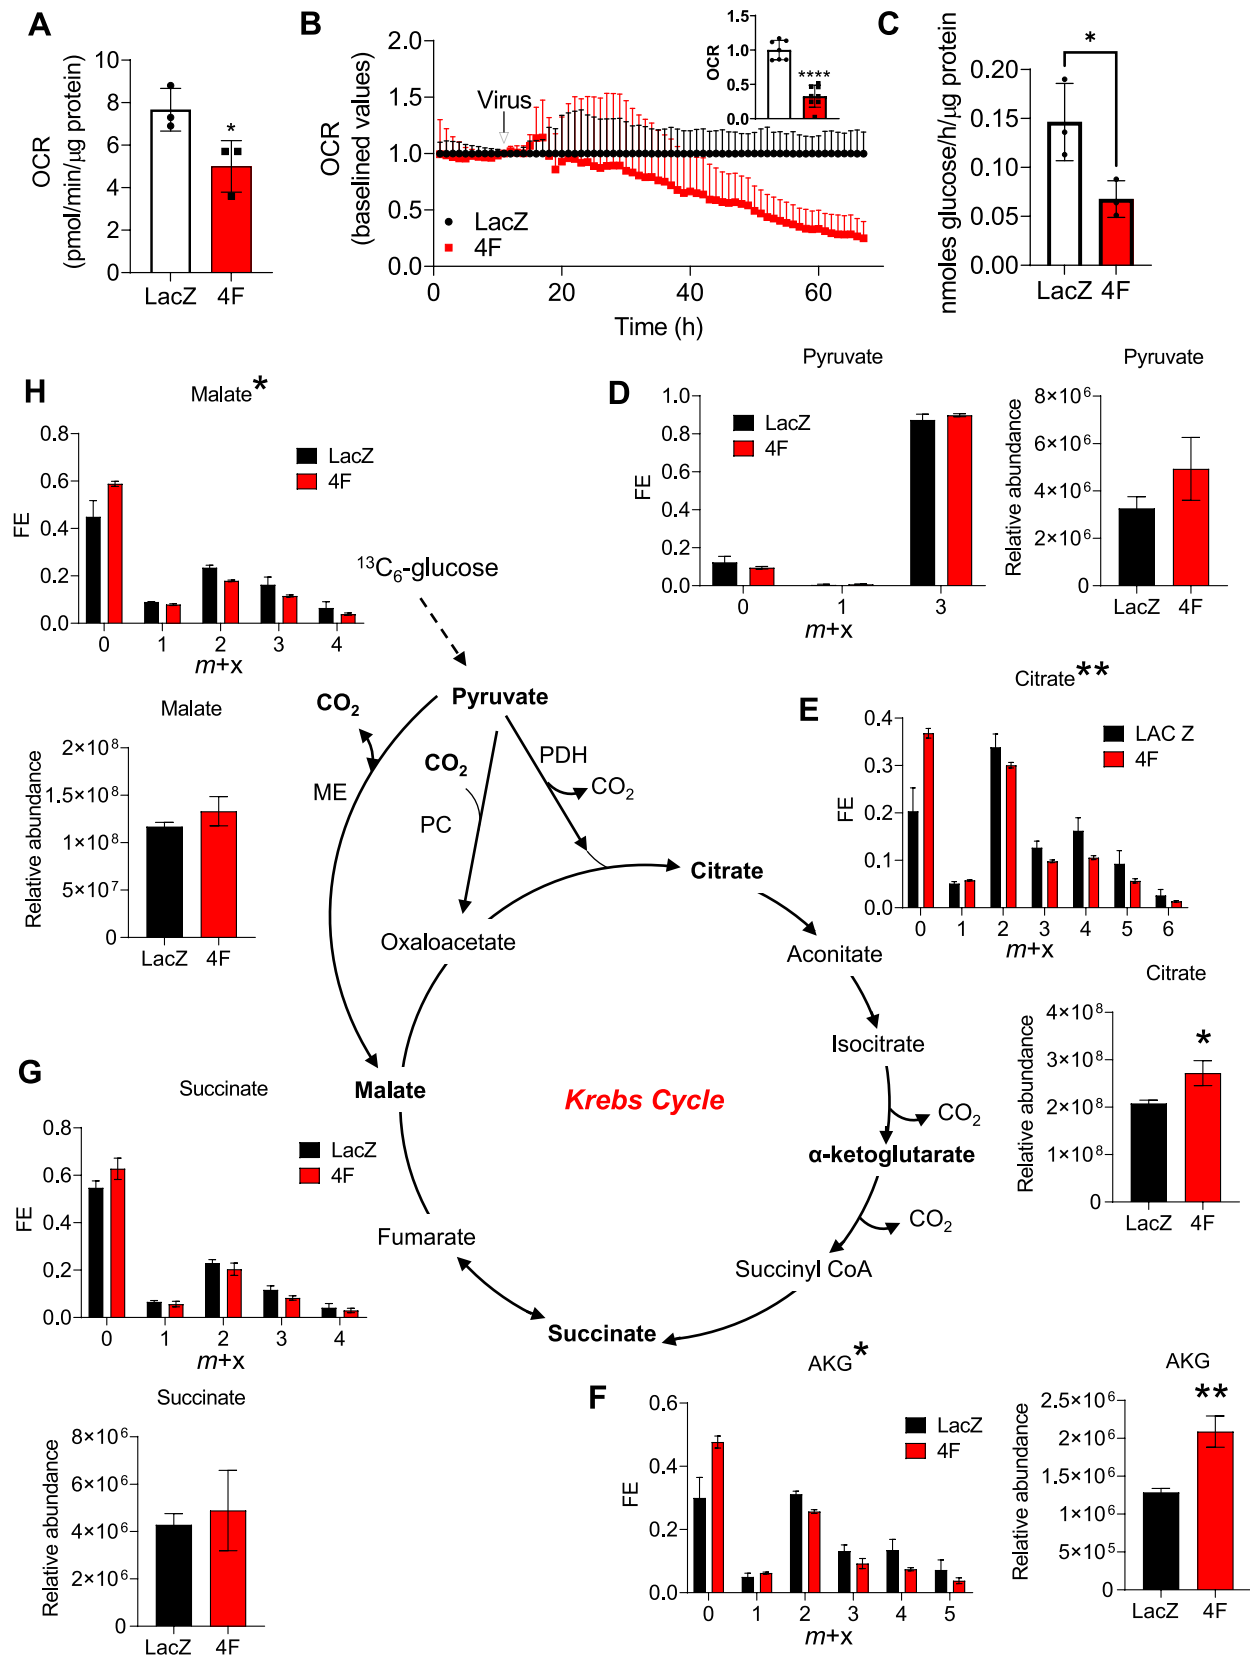 A
OCR
(pmol/min/μg protein)
10
8
6
4
2
0
*
LacZ
4F
B
OCR
(baselined values)
2.0
1.5
1.0
0.5
0.0
Virus
LacZ
4F
0
20
40
60
Time (h)
OCR
1.5
1.0
0.5
0.0
****
C
nmoles glucose/h/μg protein
0.20
0.15
0.10
0.05
0.00
*
LacZ
4F
H
Malate*
FE
0.8
0.6
0.4
0.2
0.0
LacZ
4F
0 1 2 3 4
m+x
Malate
Relative abundance
2×10⁸
1.5×10⁸
1×10⁸
5×10⁷
0
LacZ 4F
D
Pyruvate
FE
1.0
0.8
0.6
0.4
0.2
0.0
LacZ
4F
0 1 3
m+x
Pyruvate
Relative abundance
8×10⁶
6×10⁶
4×10⁶
2×10⁶
0
LacZ 4F
¹³C₆-glucose
Pyruvate
CO₂
CO₂
PDH
CO₂
ME
PC
Citrate
Oxaloacetate
Aconitate
Isocitrate
Malate
Krebs Cycle
CO₂
α-ketoglutarate
CO₂
Fumarate
Succinyl CoA
Succinate
E
Citrate**
FE
0.4
0.3
0.2
0.1
0.0
LAC Z
4F
0 1 2 3 4 5 6
m+x
Citrate
Relative abundance
4×10⁸
3×10⁸
2×10⁸
1×10⁸
0
*
LacZ 4F
G
Succinate
FE
0.8
0.6
0.4
0.2
0.0
LacZ
4F
0 1 2 3 4
m+x
Succinate
Relative abundance
8×10⁶
6×10⁶
4×10⁶
2×10⁶
0
LacZ 4F
F
AKG*
FE
0.6
0.4
0.2
0.0
LacZ
4F
0 1 2 3 4 5
m+x
AKG
Relative abundance
2.5×10⁶
2×10⁶
1.5×10⁶
1×10⁶
5×10⁵
0
**
LacZ 4F